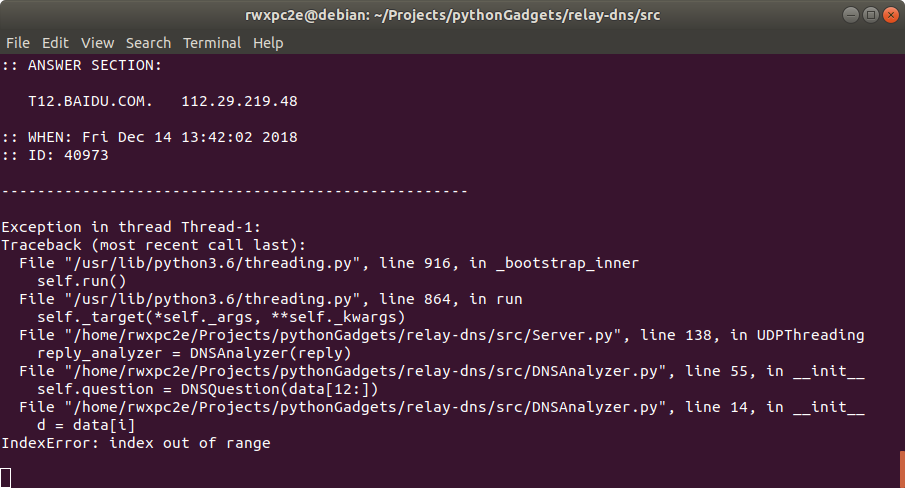 rwxpc2e@debian: ~/Projects/pythonGadgets/relay-dns/src
File Edit View Search Terminal Help
:: ANSWER SECTION:
T12.BAIDU.COM. 112.29.219.48
:: WHEN: Fri Dec 14 13:42:02 2018
:: ID: 40973
----------------------------------------------------
Exception in thread Thread-1:
Traceback (most recent call last):
File "/usr/lib/python3.6/threading.py", line 916, in _bootstrap_inner
self.run()
File "/usr/lib/python3.6/threading.py", line 864, in run
self._target(*self._args, **self._kwargs)
File "/home/rwxpc2e/Projects/pythonGadgets/relay-dns/src/Server.py", line 138, in UDPThreading
reply_analyzer = DNSAnalyzer(reply)
File "/home/rwxpc2e/Projects/pythonGadgets/relay-dns/src/DNSAnalyzer.py", line 55, in __init__
self.question = DNSQuestion(data[12:])
File "/home/rwxpc2e/Projects/pythonGadgets/relay-dns/src/DNSAnalyzer.py", line 14, in __init__
d = data[i]
IndexError: index out of range